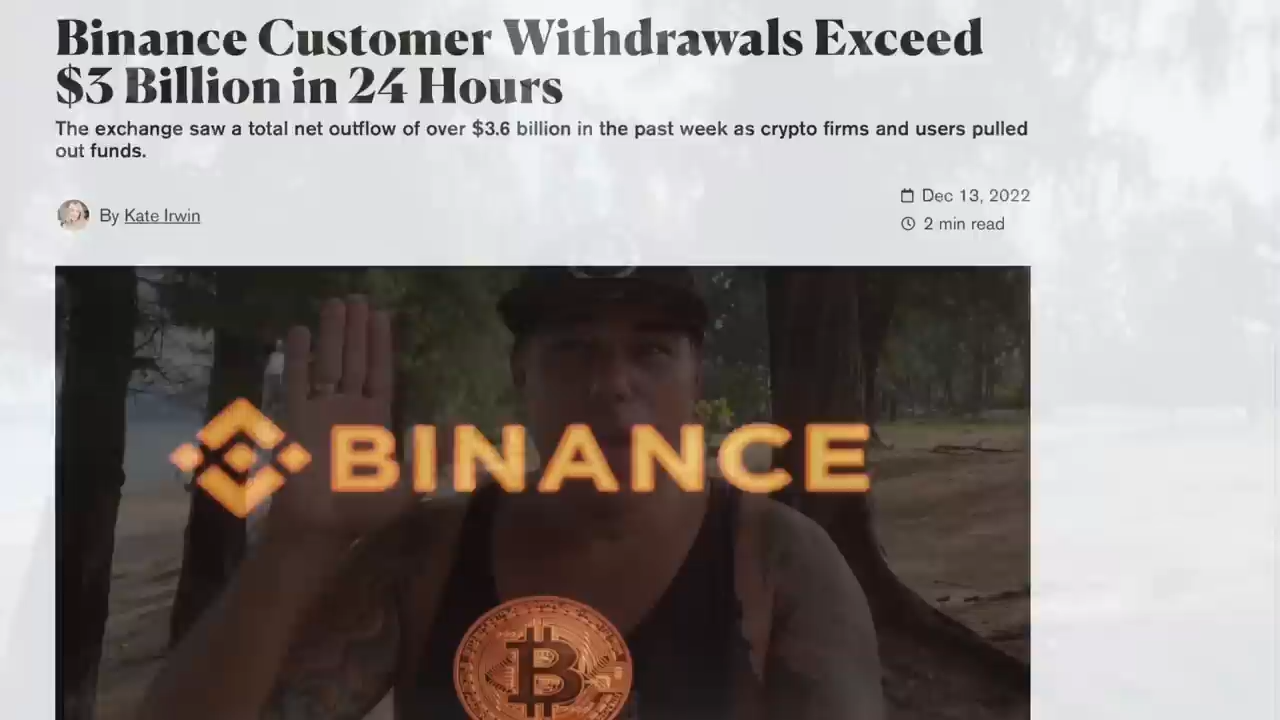 Binance Customer Withdrawals Exceed
$3 Billion in 24 Hours
The exchange saw a total net outflow of over $3.6 billion in the past week as crypto firms and users pulled
out funds.
By Kate Irwin
Dec 13, 2022
2 min read
BINANCE